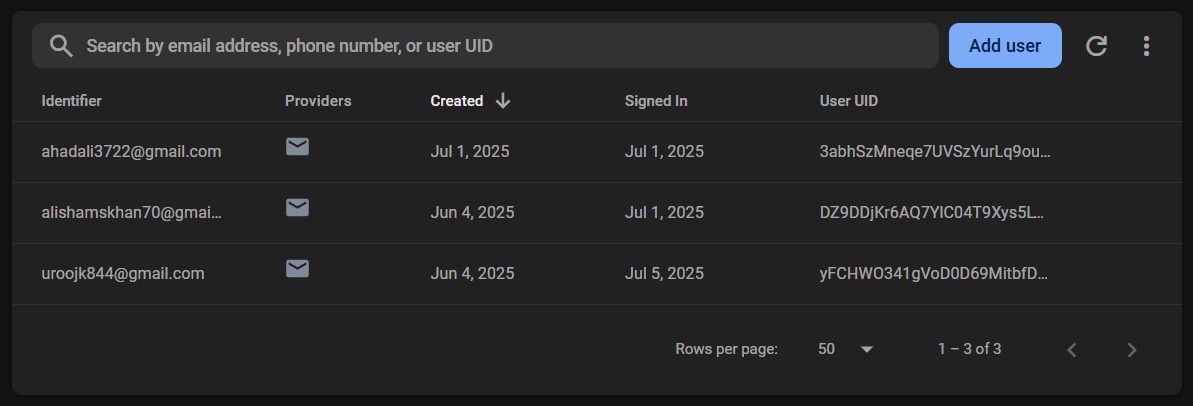 Search by email address, phone number, or user UID Add user
Identifier Providers Created Signed In User UID
ahadali3722@gmail.com Jul 1, 2025 Jul 1, 2025 3abhSzMneqe7UVSzYurLq9ou...
alishamskhan70@gmai... Jun 4, 2025 Jul 1, 2025 DZ9DDjKr6AQ7YIC04T9Xys5L...
uroojk844@gmail.com Jun 4, 2025 Jul 5, 2025 yFCHWO341gVoD0D69MitbfD...
Rows per page: 50 1 – 3 of 3